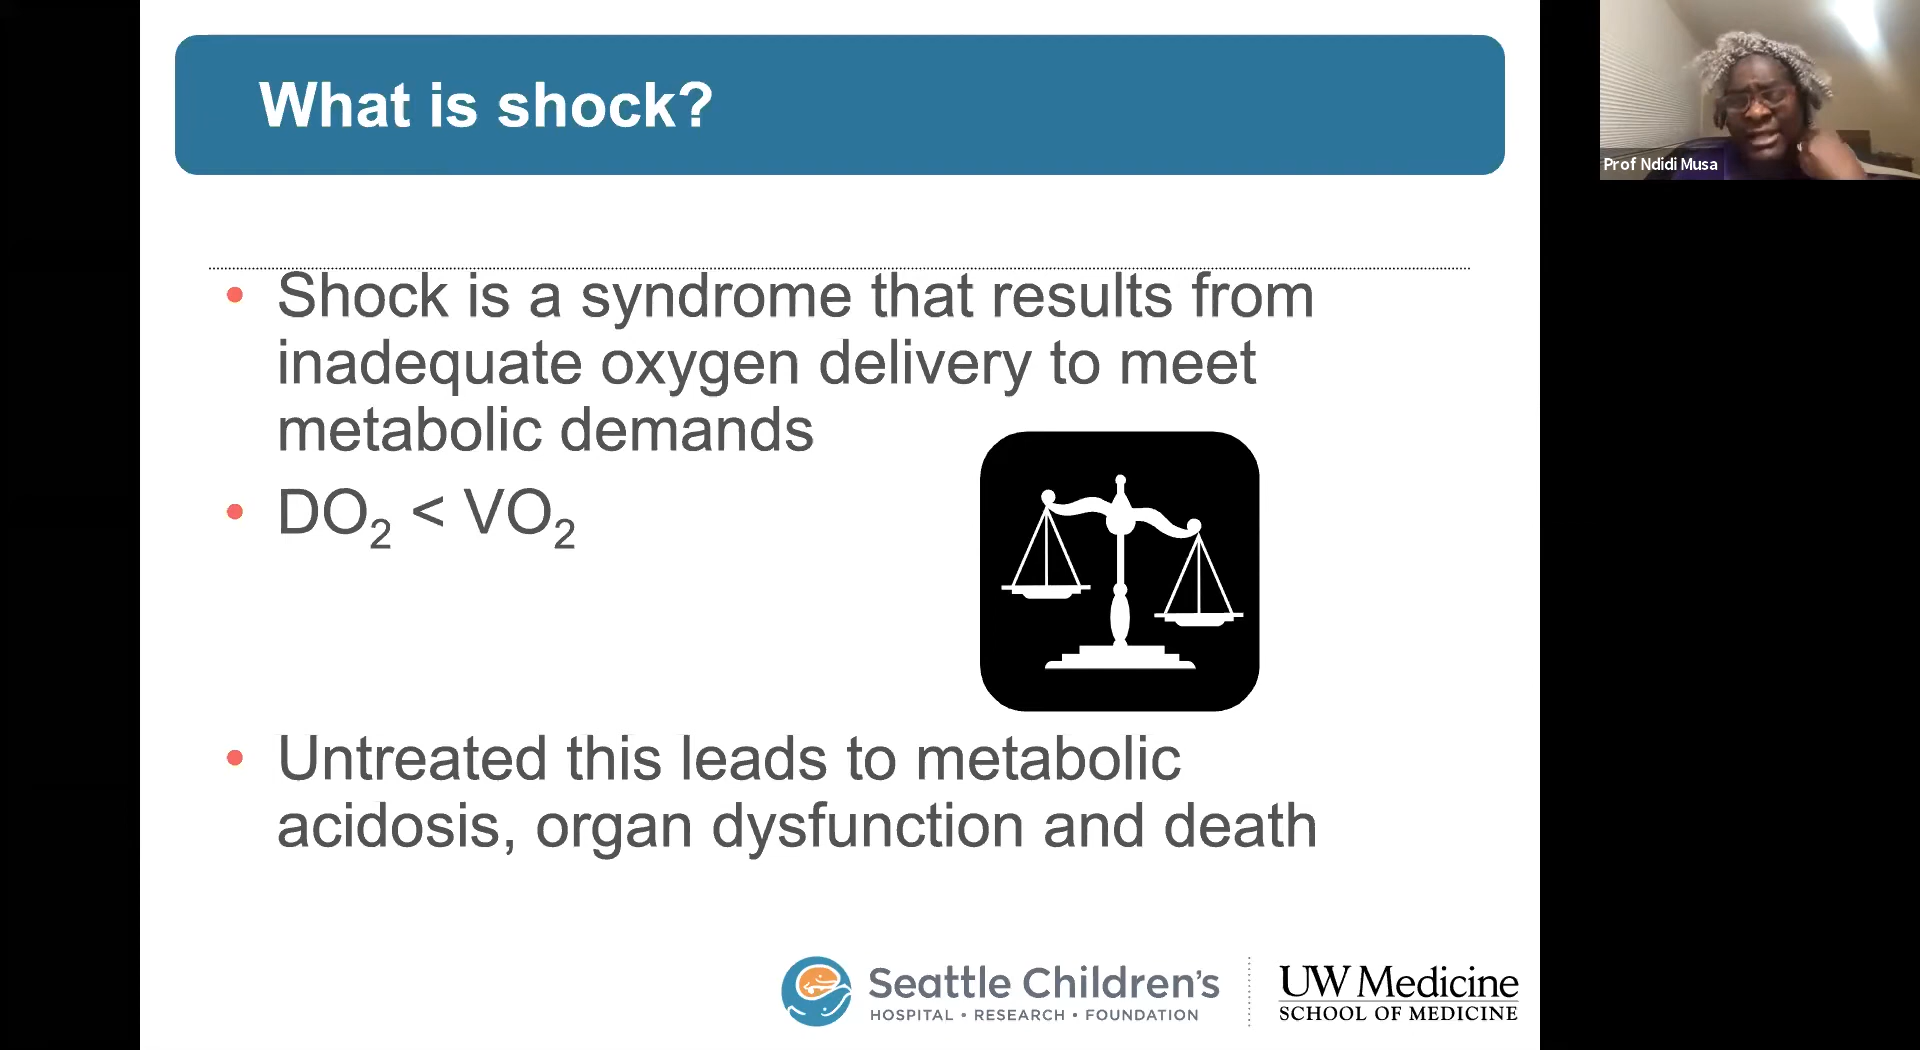 What is shock?
Prof Ndidi Musa
• Shock is a syndrome that results from
inadequate oxygen delivery to meet
metabolic demands
• DO₂ < VO₂
• Untreated this leads to metabolic
acidosis, organ dysfunction and death
Seattle Children's
HOSPITAL • RESEARCH • FOUNDATION
UW Medicine
SCHOOL OF MEDICINE